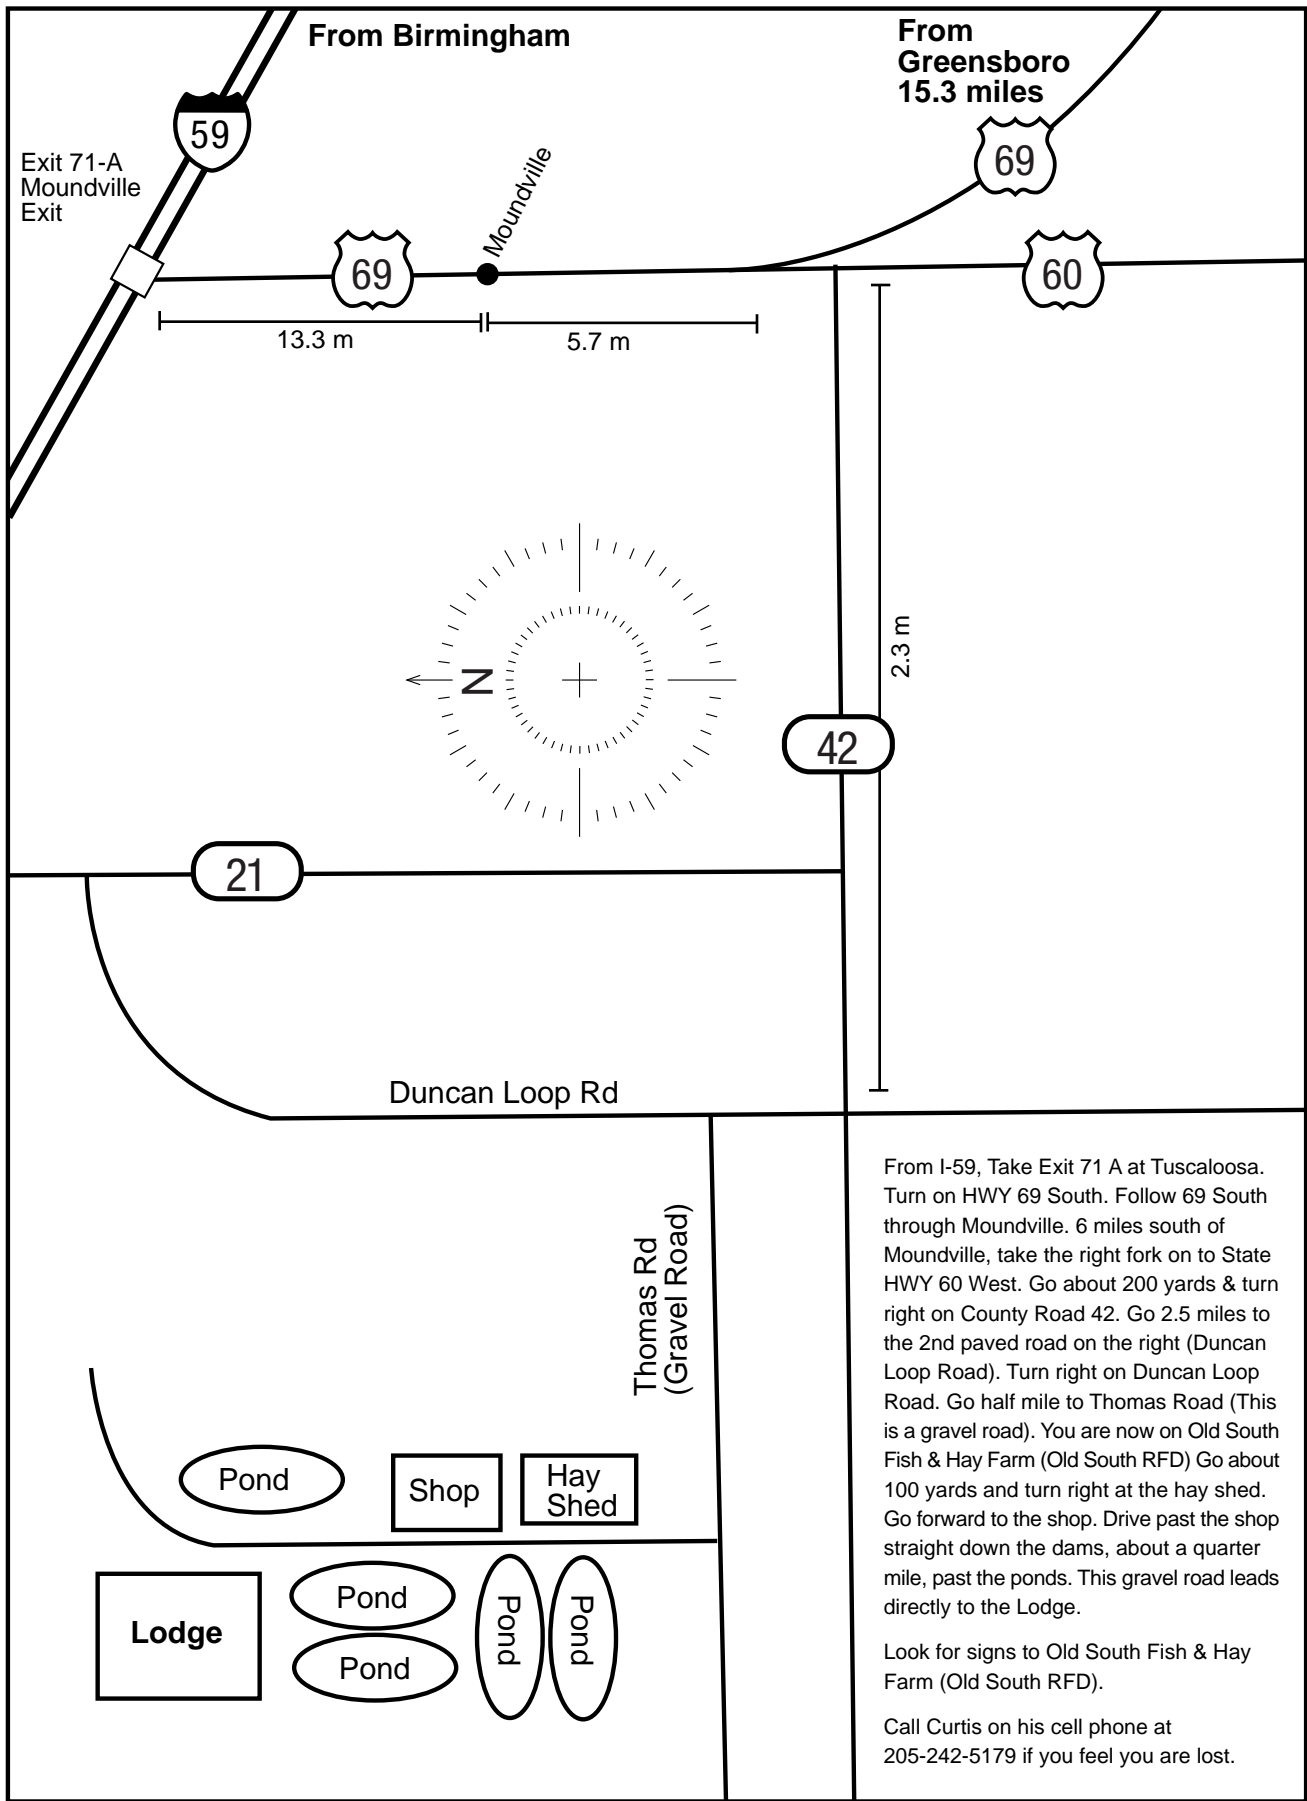 From Birmingham
From
Greensboro
15.3 miles
59
69
Exit 71-A
Moundville
Exit
Moundville
69
60
13.3 m
5.7 m
2.3 m
N
42
21
Duncan Loop Rd
Thomas Rd
(Gravel Road)
Pond
Shop
Hay
Shed
Lodge
Pond
Pond
Pond
Pond
From I-59, Take Exit 71 A at Tuscaloosa.
Turn on HWY 69 South. Follow 69 South
through Moundville. 6 miles south of
Moundville, take the right fork on to State
HWY 60 West. Go about 200 yards & turn
right on County Road 42. Go 2.5 miles to
the 2nd paved road on the right (Duncan
Loop Road). Turn right on Duncan Loop
Road. Go half mile to Thomas Road (This
is a gravel road). You are now on Old South
Fish & Hay Farm (Old South RFD) Go about
100 yards and turn right at the hay shed.
Go forward to the shop. Drive past the shop
straight down the dams, about a quarter
mile, past the ponds. This gravel road leads
directly to the Lodge.
Look for signs to Old South Fish & Hay
Farm (Old South RFD).
Call Curtis on his cell phone at
205-242-5179 if you feel you are lost.